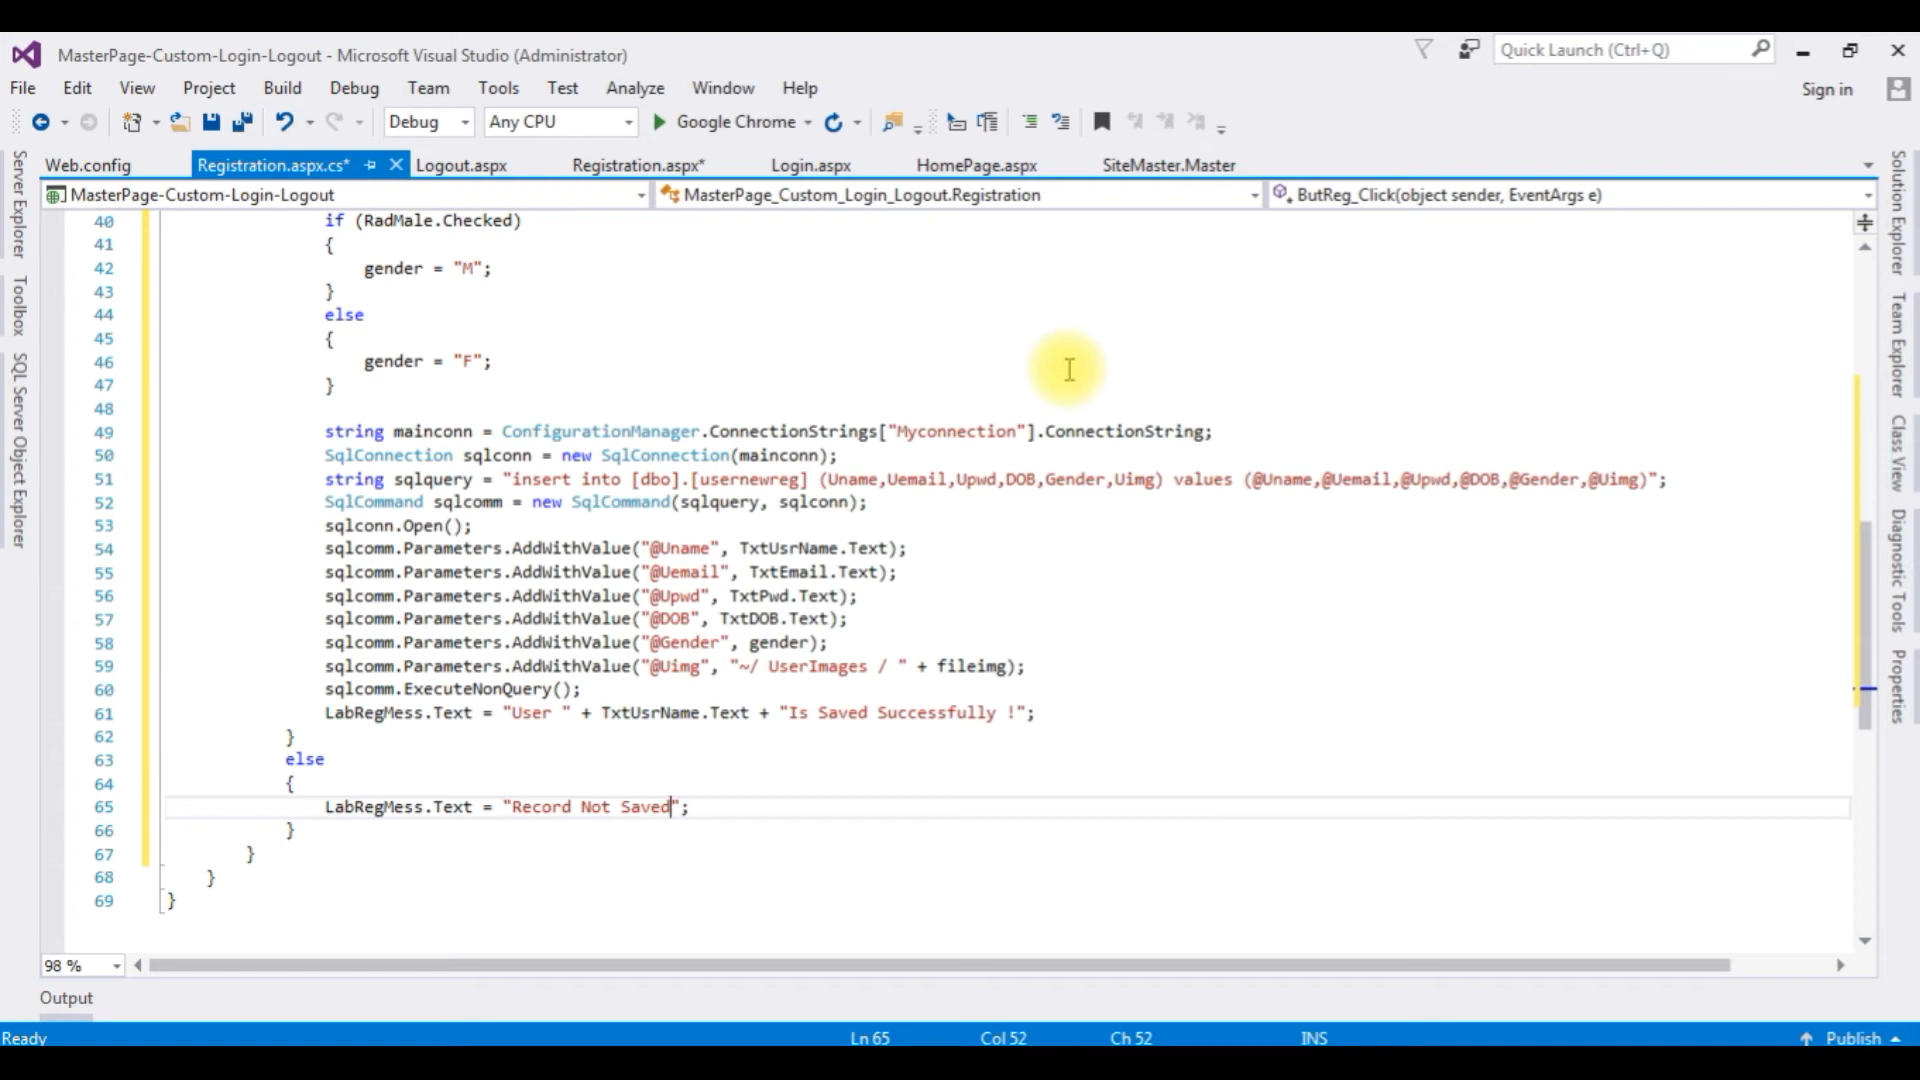 MasterPage-Custom-Login-Logout - Microsoft Visual Studio (Administrator)
Quick Launch (Ctrl+Q)
File Edit View Project Build Debug Team Tools Test Analyze Window Help
Sign in
Debug Any CPU Google Chrome
Web.config Registration.aspx.cs* Logout.aspx Registration.aspx* Login.aspx HomePage.aspx SiteMaster.Master
MasterPage-Custom-Login-Logout MasterPage_Custom_Login_Logout.Registration ButReg_Click(object sender, EventArgs e)
Server Explorer
Toolbox
SQL Server Object Explorer
40 if (RadMale.Checked)
41 {
42 gender = "M";
43 }
44 else
45 {
46 gender = "F";
47 }
48
49 string mainconn = ConfigurationManager.ConnectionStrings["Myconnection"].ConnectionString;
50 SqlConnection sqlconn = new SqlConnection(mainconn);
51 string sqlquery = "insert into [dbo].[usernewreg] (Uname,Uemail,Upwd,DOB,Gender,Uimg) values (@Uname,@Uemail,@Upwd,@DOB,@Gender,@Uimg)";
52 SqlCommand sqlcomm = new SqlCommand(sqlquery, sqlconn);
53 sqlconn.Open();
54 sqlcomm.Parameters.AddWithValue("@Uname", TxtUsrName.Text);
55 sqlcomm.Parameters.AddWithValue("@Uemail", TxtEmail.Text);
56 sqlcomm.Parameters.AddWithValue("@Upwd", TxtPwd.Text);
57 sqlcomm.Parameters.AddWithValue("@DOB", TxtDOB.Text);
58 sqlcomm.Parameters.AddWithValue("@Gender", gender);
59 sqlcomm.Parameters.AddWithValue("@Uimg", "~/ UserImages / " + fileimg);
60 sqlcomm.ExecuteNonQuery();
61 LabRegMess.Text = "User " + TxtUsrName.Text + "Is Saved Successfully !";
62 }
63 else
64 {
65 LabRegMess.Text = "Record Not Saved";
66 }
67 }
68 }
69 }
Solution Explorer
Team Explorer
Class View
Diagnostic Tools
Properties
98 %
Output
Ready Ln 65 Col 52 Ch 52 INS Publish